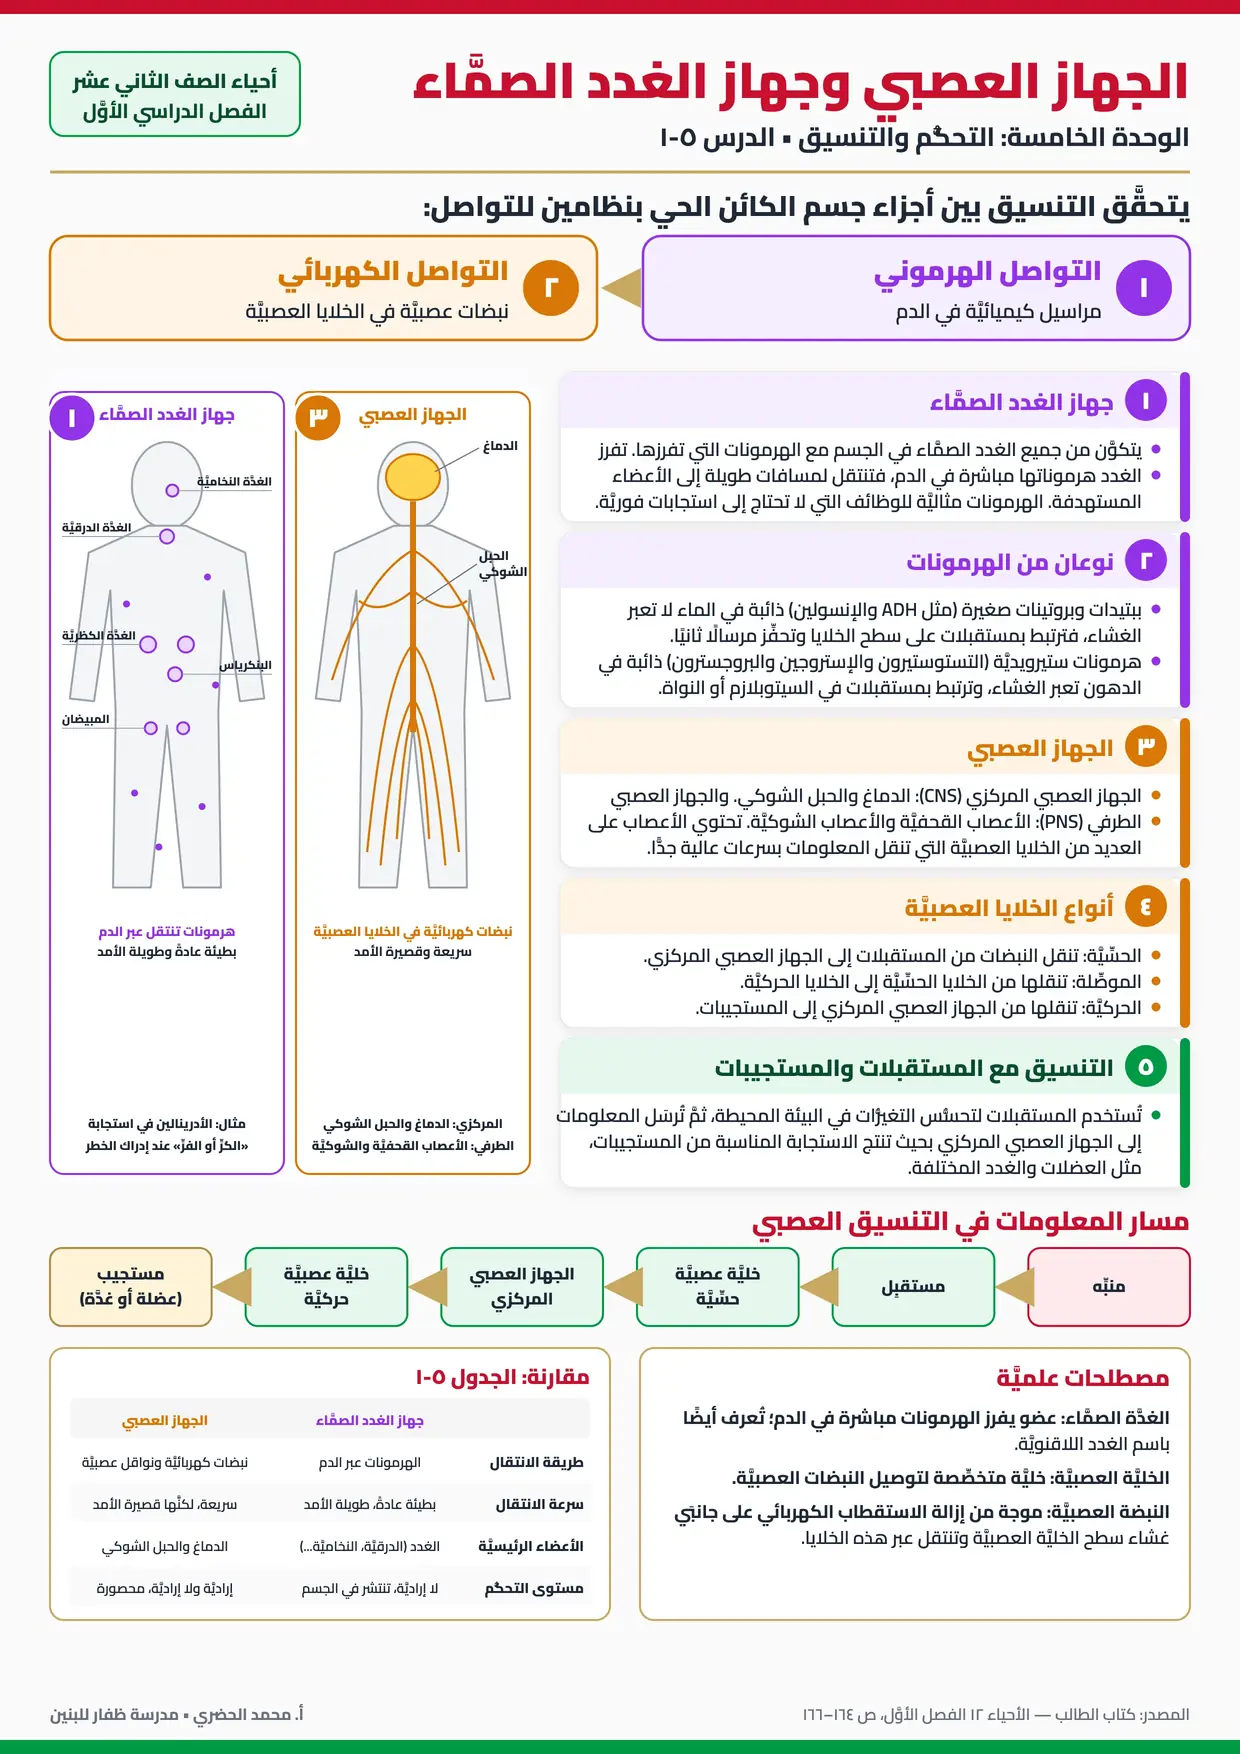 الجهاز العصبي وجهاز الغدد الصمَّاء
أحياء الصف الثاني عشر
الفصل الدراسي الأوَّل
الوحدة الخامسة: التحكُّم والتنسيق ▪ الدرس ٥-١
يتحقَّق التنسيق بين أجزاء جسم الكائن الحي بنظامين للتواصل:
١
التواصل الهرموني
مراسيل كيميائيَّة في الدم
٢
التواصل الكهربائي
نبضات عصبيَّة في الخلايا العصبيَّة
١
جهاز الغدد الصمَّاء
يتكوَّن من جميع الغدد الصمَّاء في الجسم مع الهرمونات التي تفرزها. تفرز
الغدد هرموناتها مباشرة في الدم، فتنتقل لمسافات طويلة إلى الأعضاء
المستهدفة. الهرمونات مثاليَّة للوظائف التي لا تحتاج إلى استجابات فوريَّة.
٢
نوعان من الهرمونات
ببتيدات وبروتينات صغيرة (مثل ADH والإنسولين) ذائبة في الماء لا تعبر
الغشاء، فترتبط بمستقبلات على سطح الخلايا وتحفِّز مرسالًا ثانيًا.
هرمونات ستيرويديَّة (التستوستيرون والإستروجين والبروجسترون) ذائبة في
الدهون تعبر الغشاء، وترتبط بمستقبلات في السيتوبلازم أو النواة.
٣
الجهاز العصبي
الجهاز العصبي المركزي (CNS): الدماغ والحبل الشوكي. والجهاز العصبي
الطرفي (PNS): الأعصاب القحفيَّة والأعصاب الشوكيَّة. تحتوي الأعصاب على
العديد من الخلايا العصبيَّة التي تنقل المعلومات بسرعات عالية جدًّا.
٤
أنواع الخلايا العصبيَّة
الحسِّيَّة: تنقل النبضات من المستقبلات إلى الجهاز العصبي المركزي.
الموصِّلة: تنقلها من الخلايا الحسِّيَّة إلى الخلايا الحركيَّة.
الحركيَّة: تنقلها من الجهاز العصبي المركزي إلى المستجيبات.
٥
التنسيق مع المستقبلات والمستجيبات
تُستخدم المستقبلات لتحسُّس التغيُّرات في البيئة المحيطة، ثمَّ تُرسَل المعلومات
إلى الجهاز العصبي المركزي بحيث تنتج الاستجابة المناسبة من المستجيبات،
مثل العضلات والغدد المختلفة.
٣
الجهاز العصبي
الدماغ
الحبل
الشوكي
نبضات كهربائيَّة في الخلايا العصبيَّة
سريعة وقصيرة الأمد
المركزي: الدماغ والحبل الشوكي
الطرفي: الأعصاب القحفيَّة والشوكيَّة
١
جهاز الغدد الصمَّاء
الغدَّة النخاميَّة
الغدَّة الدرقيَّة
الغدَّة الكظريَّة
البنكرياس
المبيضان
هرمونات تنتقل عبر الدم
بطيئة عادةً وطويلة الأمد
مثال: الأدرينالين في استجابة
«الكرِّ أو الفرِّ» عند إدراك الخطر
مسار المعلومات في التنسيق العصبي
منبِّه
مستقبِل
خليَّة عصبيَّة
حسِّيَّة
الجهاز العصبي
المركزي
خليَّة عصبيَّة
حركيَّة
مستجيب
(عضلة أو غدَّة)
مصطلحات علميَّة
الغدَّة الصمَّاء: عضو يفرز الهرمونات مباشرة في الدم؛ تُعرف أيضًا
باسم الغدد اللاقنويَّة.
الخليَّة العصبيَّة: خليَّة متخصِّصة لتوصيل النبضات العصبيَّة.
النبضة العصبيَّة: موجة من إزالة الاستقطاب الكهربائي على جانبَي
غشاء سطح الخليَّة العصبيَّة وتنتقل عبر هذه الخلايا.
مقارنة: الجدول ٥-١
جهاز الغدد الصمَّاء	الجهاز العصبي
طريقة الانتقال	الهرمونات عبر الدم	نبضات كهربائيَّة ونواقل عصبيَّة
سرعة الانتقال	بطيئة عادةً، طويلة الأمد	سريعة، لكنَّها قصيرة الأمد
الأعضاء الرئيسيَّة	الغدد (الدرقيَّة، النخاميَّة...)	الدماغ والحبل الشوكي
مستوى التحكُّم	لا إراديَّة، تنتشر في الجسم	إراديَّة ولا إراديَّة، محصورة
المصدر: كتاب الطالب — الأحياء ١٢ الفصل الأوَّل، ص ١٦٤–١٦٦
أ. محمد الحضري ▪ مدرسة ظفار للبنين